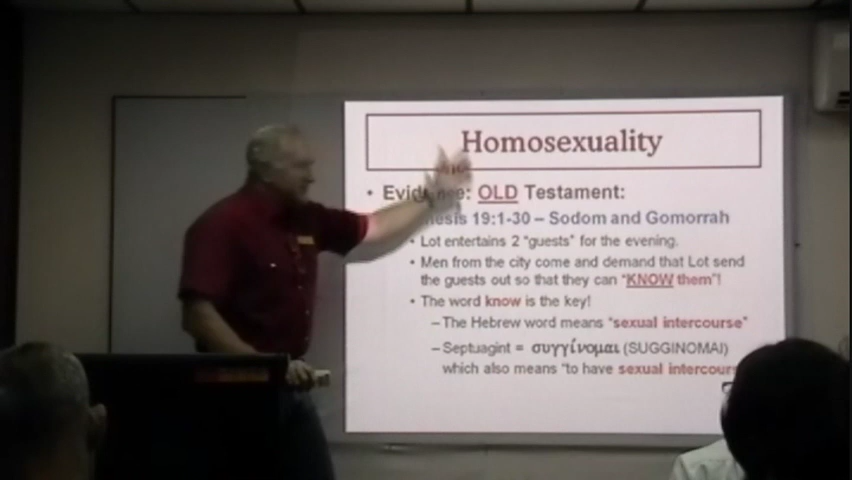 Homosexuality
• Evidence: OLD Testament:
Genesis 19:1-30 – Sodom and Gomorrah
• Lot entertains 2 "guests" for the evening.
• Men from the city come and demand that Lot send
the guests out so that they can "KNOW them"!
• The word know is the key!
–The Hebrew word means "sexual intercourse"
–Septuagint = συγγίνομαι (SUGGINOMAI)
which also means "to have sexual intercours